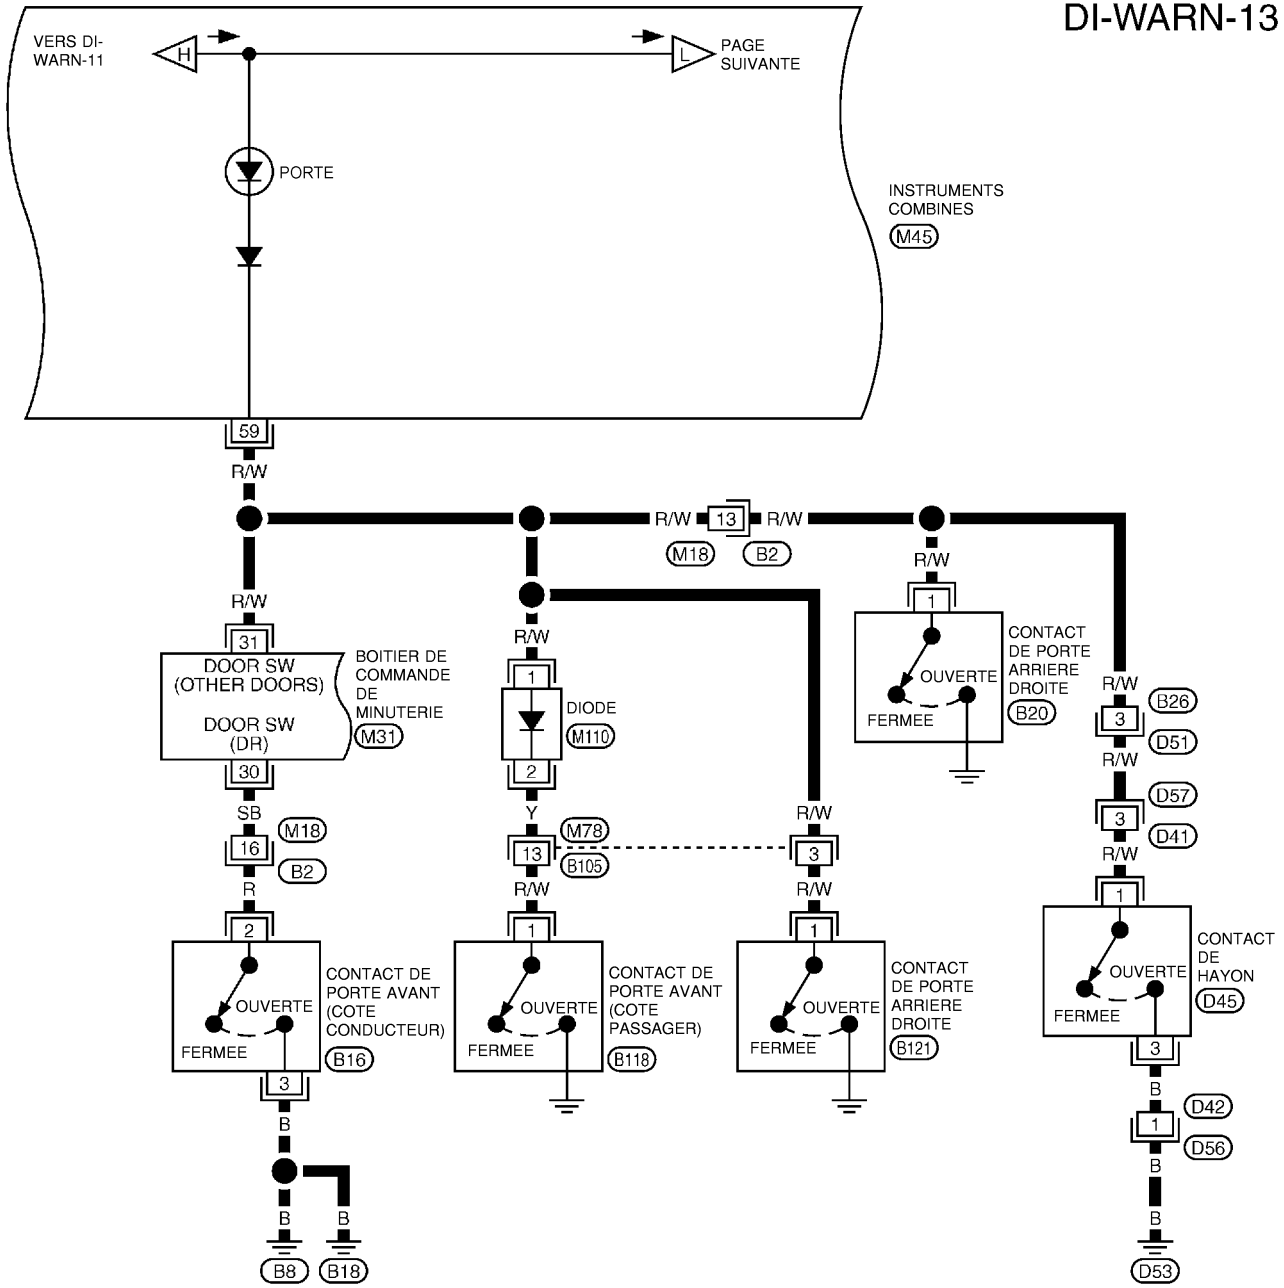 DI-WARN-13
VERS DI-
WARN-11
H
L
PAGE
SUIVANTE
PORTE
INSTRUMENTS
COMBINES
M45
59
R/W
R/W
13
R/W
M18
B2
R/W
R/W
31
DOOR SW
(OTHER DOORS)
DOOR SW
(DR)
30
BOITIER DE
COMMANDE
DE
MINUTERIE
M31
SB
16
M18
B2
R
2
OUVERTE
FERMEE
CONTACT DE
PORTE AVANT
(COTE
CONDUCTEUR)
B16
3
B
B
B
B8
B18
R/W
1
DIODE
M110
2
Y
13
M78
B105
R/W
1
OUVERTE
FERMEE
CONTACT DE
PORTE AVANT
(COTE
PASSAGER)
B118
R/W
3
R/W
1
OUVERTE
FERMEE
CONTACT
DE PORTE
ARRIERE
DROITE
B121
1
OUVERTE
FERMEE
CONTACT
DE PORTE
ARRIERE
DROITE
B20
R/W
3
B26
D51
R/W
3
D57
D41
R/W
1
OUVERTE
FERMEE
CONTACT
DE
HAYON
D45
3
B
1
D42
D56
B
B
D53